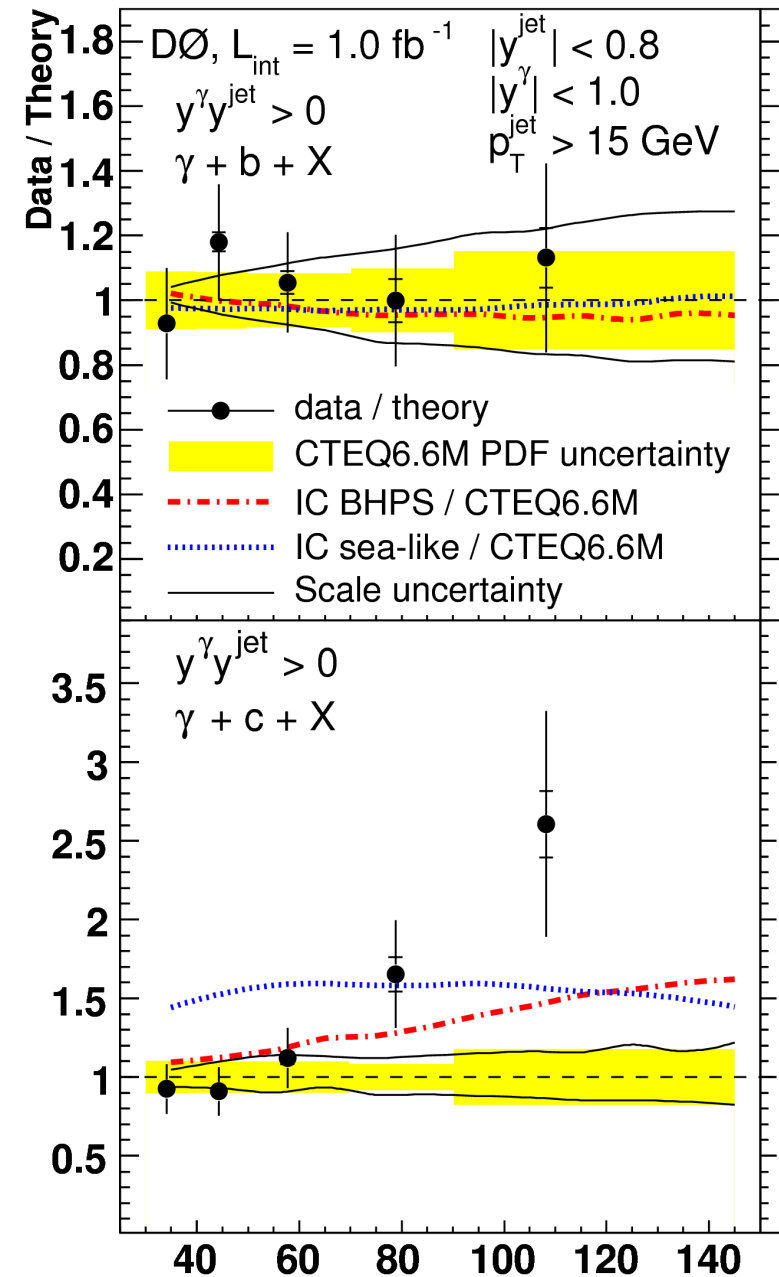 Data / Theory
1.8
1.6
1.4
1.2
1
0.8
0.6
0.4
0.2
DØ, L_int = 1.0 fb^-1
y^γ y^jet > 0
γ + b + X
|y^jet| < 0.8
|y^γ| < 1.0
p_T^jet > 15 GeV
data / theory
CTEQ6.6M PDF uncertainty
IC BHPS / CTEQ6.6M
IC sea-like / CTEQ6.6M
Scale uncertainty
y^γ y^jet > 0
γ + c + X
3.5
3
2.5
2
1.5
1
0.5
40 60 80 100 120 140